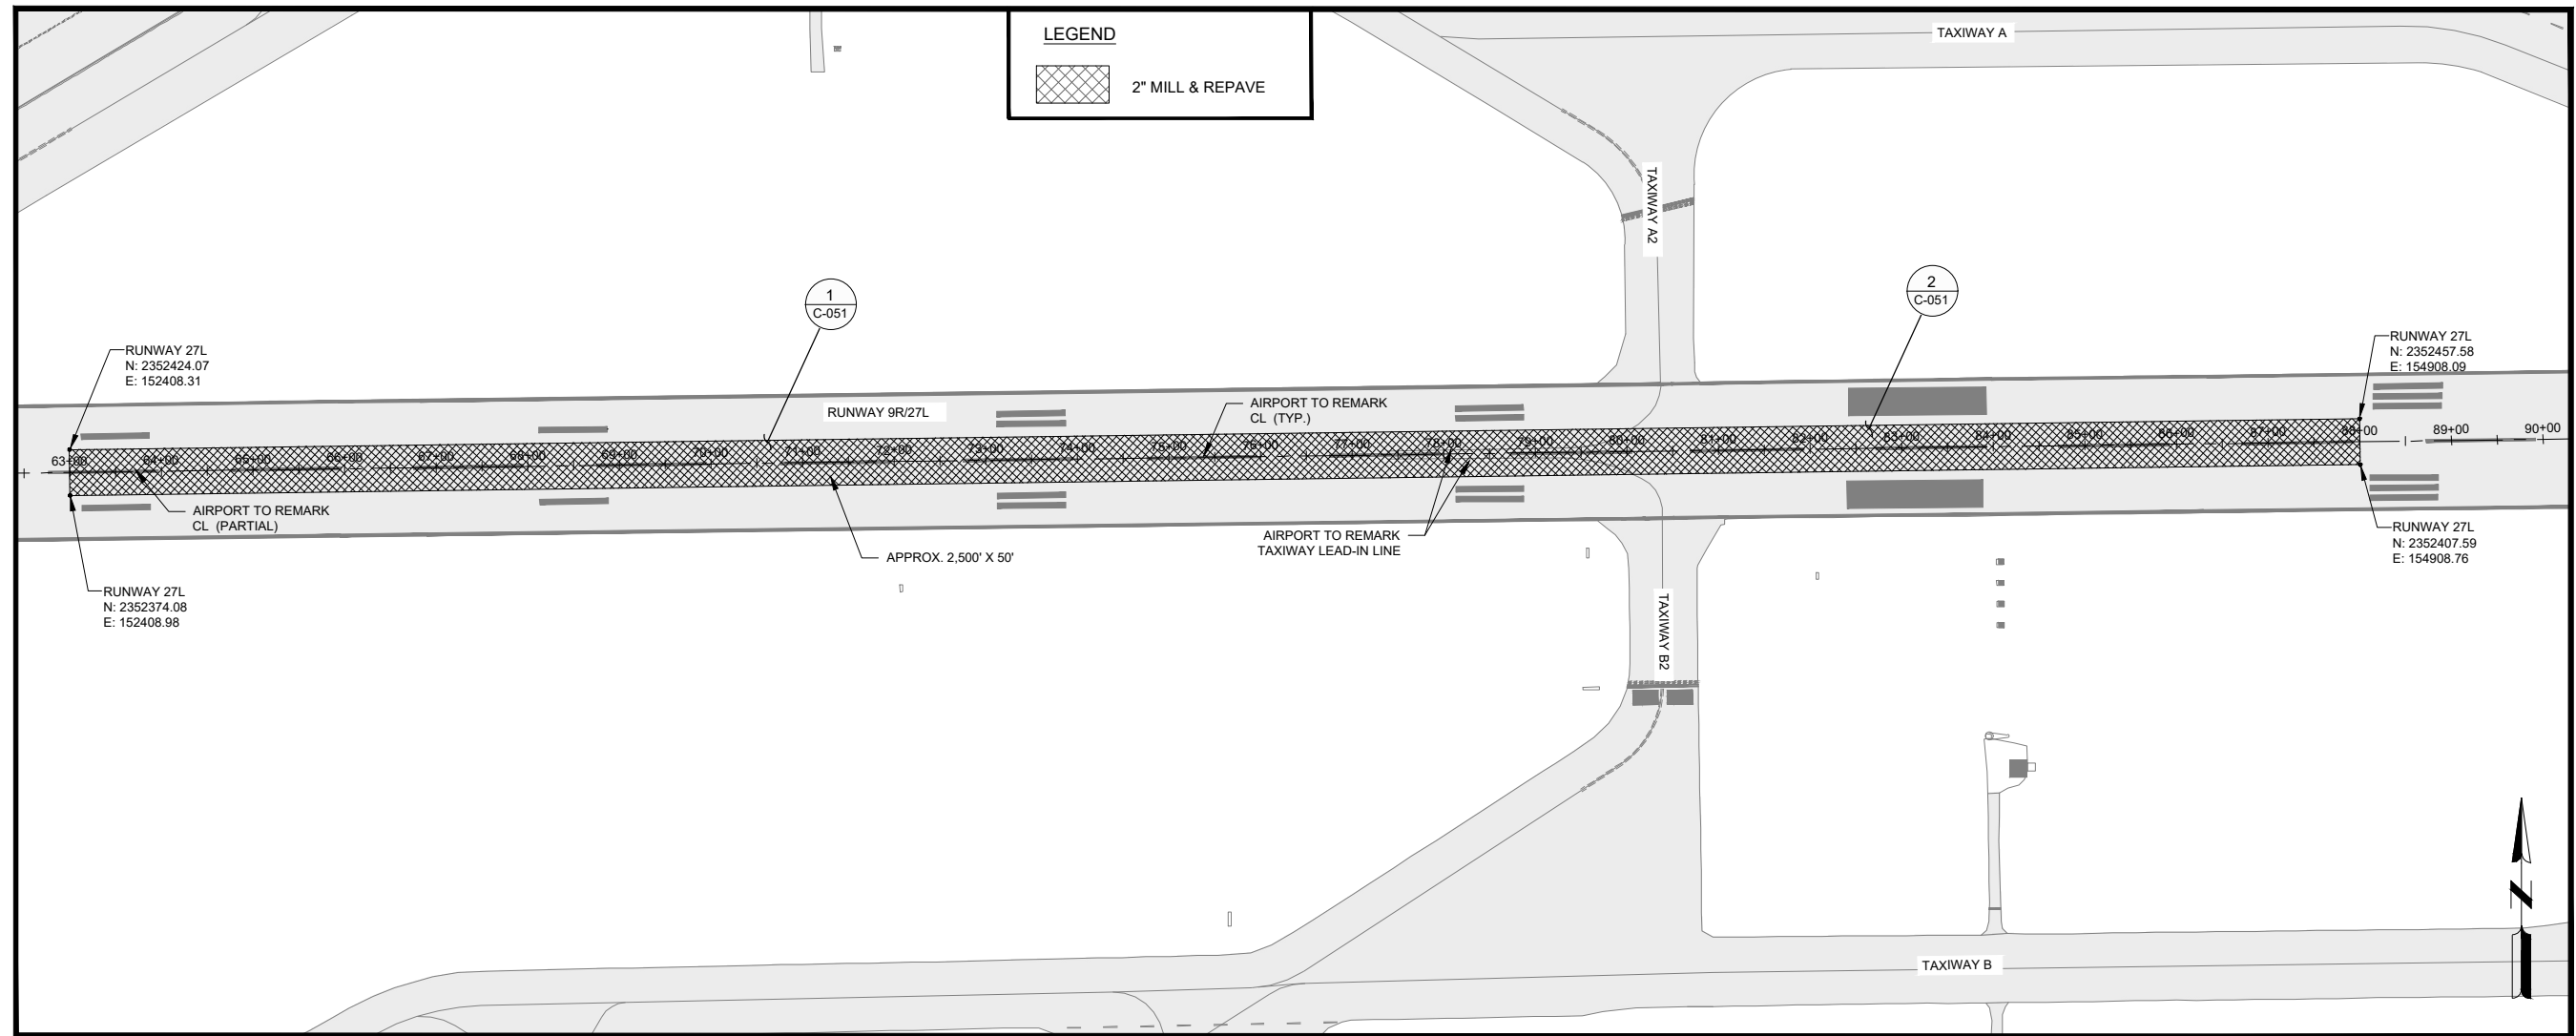 LEGEND
2" MILL & REPAVE
TAXIWAY A
TAXIWAY A2
1
C-051
2
C-051
RUNWAY 27L
N: 2352424.07
E: 152408.31
RUNWAY 27L
N: 2352457.58
E: 154908.09
RUNWAY 9R/27L
AIRPORT TO REMARK
CL (TYP.)
63+00
64+00
65+00
66+00
67+00
68+00
69+00
70+00
71+00
72+00
73+00
74+00
75+00
76+00
77+00
78+00
79+00
80+00
81+00
82+00
83+00
84+00
85+00
86+00
87+00
88+00
89+00
90+00
AIRPORT TO REMARK
CL (PARTIAL)
APPROX. 2,500' X 50'
AIRPORT TO REMARK
TAXIWAY LEAD-IN LINE
RUNWAY 27L
N: 2352407.59
E: 154908.76
RUNWAY 27L
N: 2352374.08
E: 152408.98
TAXIWAY B2
TAXIWAY B
N